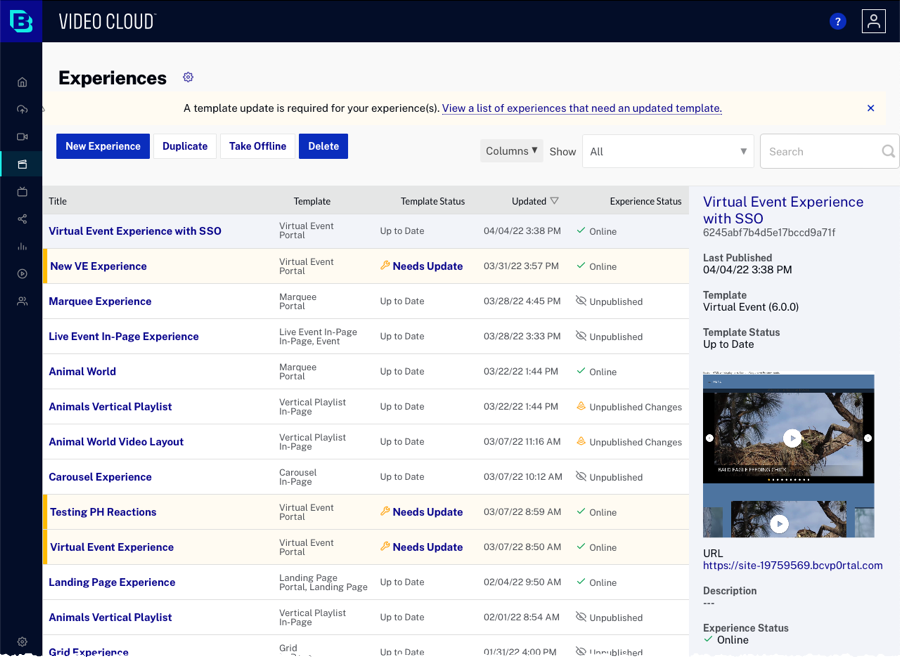 VIDEO CLOUD
?
Experiences
A template update is required for your experience(s). View a list of experiences that need an updated template.
New Experience Duplicate Take Offline Delete Columns Show All Search
Title Template Template Status Updated Experience Status
Virtual Event Experience with SSO Virtual Event Portal Up to Date 04/04/22 3:38 PM Online
New VE Experience Virtual Event Portal Needs Update 03/31/22 3:57 PM Online
Marquee Experience Marquee Portal Up to Date 03/28/22 4:45 PM Unpublished
Live Event In-Page Experience Live Event In-Page In-Page, Event Up to Date 03/28/22 3:33 PM Unpublished
Animal World Marquee Portal Up to Date 03/22/22 1:44 PM Online
Animals Vertical Playlist Vertical Playlist In-Page Up to Date 03/22/22 1:44 PM Unpublished Changes
Animal World Video Layout Vertical Playlist In-Page Up to Date 03/07/22 11:16 AM Unpublished Changes
Carousel Experience Carousel In-Page Up to Date 03/07/22 10:12 AM Unpublished
Testing PH Reactions Virtual Event Portal Needs Update 03/07/22 8:59 AM Online
Virtual Event Experience Virtual Event Portal Needs Update 03/07/22 8:50 AM Online
Landing Page Experience Landing Page Portal, Landing Page Up to Date 02/04/22 9:50 AM Online
Animals Vertical Playlist Vertical Playlist In-Page Up to Date 02/01/22 8:54 AM Unpublished
Grid Experience Grid Up to Date 01/31/22 4:00 PM Unpublished
Virtual Event Experience
with SSO
6245abf7b4d5e17bccd9a71f
Last Published
04/04/22 3:38 PM
Template
Virtual Event (6.0.0)
Template Status
Up to Date
BALD EAGLE FEEDING CHICK
URL
https://site-19759569.bcvp0rtal.com
Description
---
Experience Status
Online